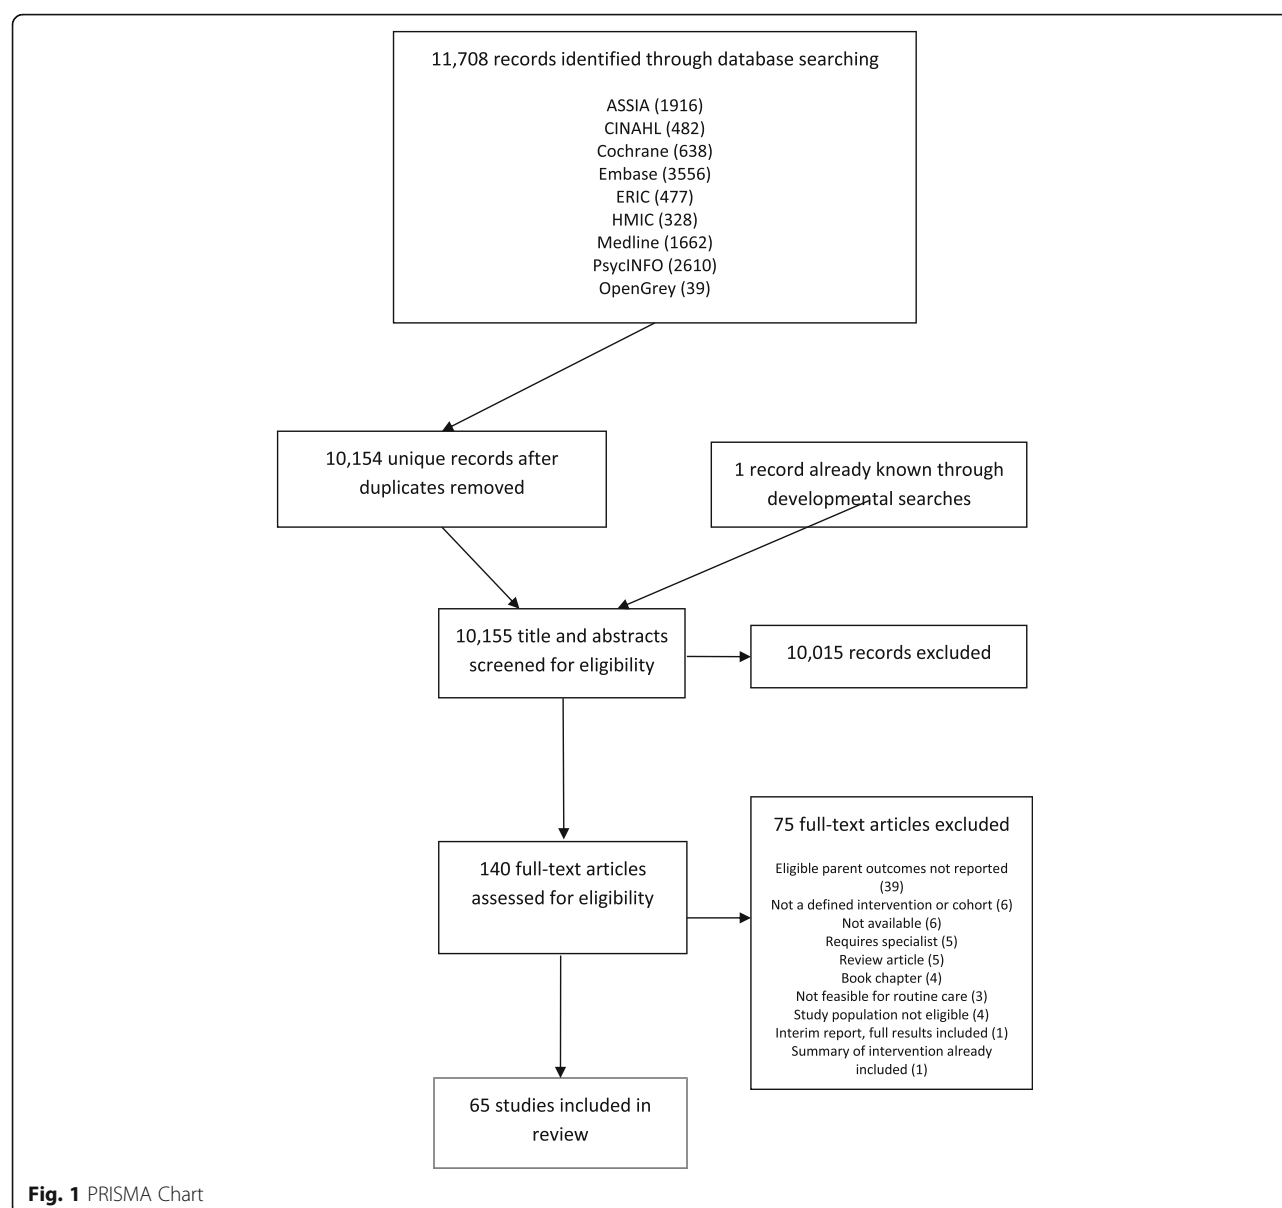 11,708 records identified through database searching
ASSIA (1916)
CINAHL (482)
Cochrane (638)
Embase (3556)
ERIC (477)
HMIC (328)
Medline (1662)
PsycINFO (2610)
OpenGrey (39)
10,154 unique records after
duplicates removed
1 record already known through
developmental searches
10,155 title and abstracts
screened for eligibility
10,015 records excluded
140 full-text articles
assessed for eligibility
75 full-text articles excluded
Eligible parent outcomes not reported
(39)
Not a defined intervention or cohort (6)
Not available (6)
Requires specialist (5)
Review article (5)
Book chapter (4)
Not feasible for routine care (3)
Study population not eligible (4)
Interim report, full results included (1)
Summary of intervention already
included (1)
65 studies included in
review
Fig. 1 PRISMA Chart